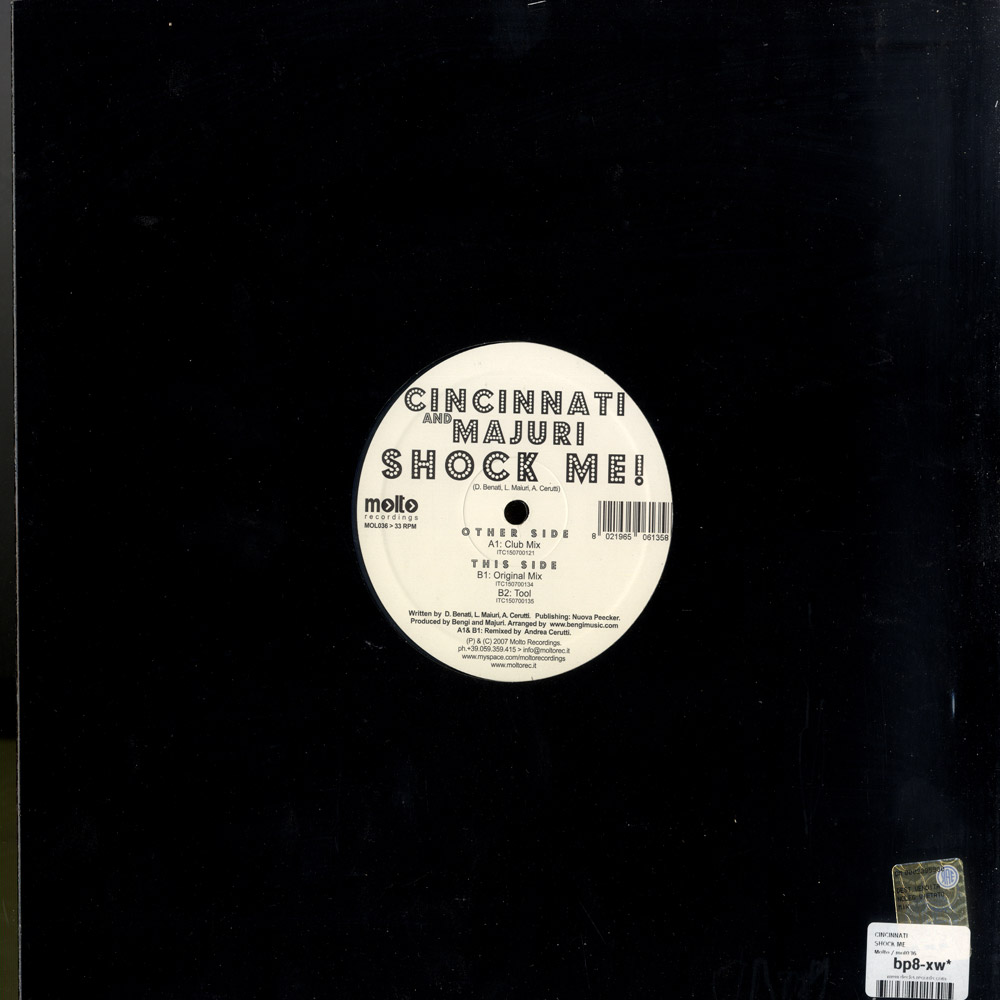 CINCINNATI
AND
MAJURI
SHOCK ME!
(D. Benati, L. Maiuri, A. Cerutti)
molto
recordings
MOL036 > 33 RPM
8 021965 061358
OTHER SIDE
A1: Club Mix
ITC150700121
THIS SIDE
B1: Original Mix
ITC150700134
B2: Tool
ITC150700135
Written by D. Benati, L. Maiuri, A. Cerutti. Publishing: Nuova Peecker.
Produced by Bengi and Majuri. Arranged by www.bengimusic.com
A1& B1: Remixed by Andrea Cerutti.
(P) & (C) 2007 Molto Recordings.
ph.+39.059.359.415 > info@moltorec.it
www.myspace.com/moltorecordings
www.moltorec.it
CINCINNATI
SHOCK ME
Molto / mol036
bp8-xw*